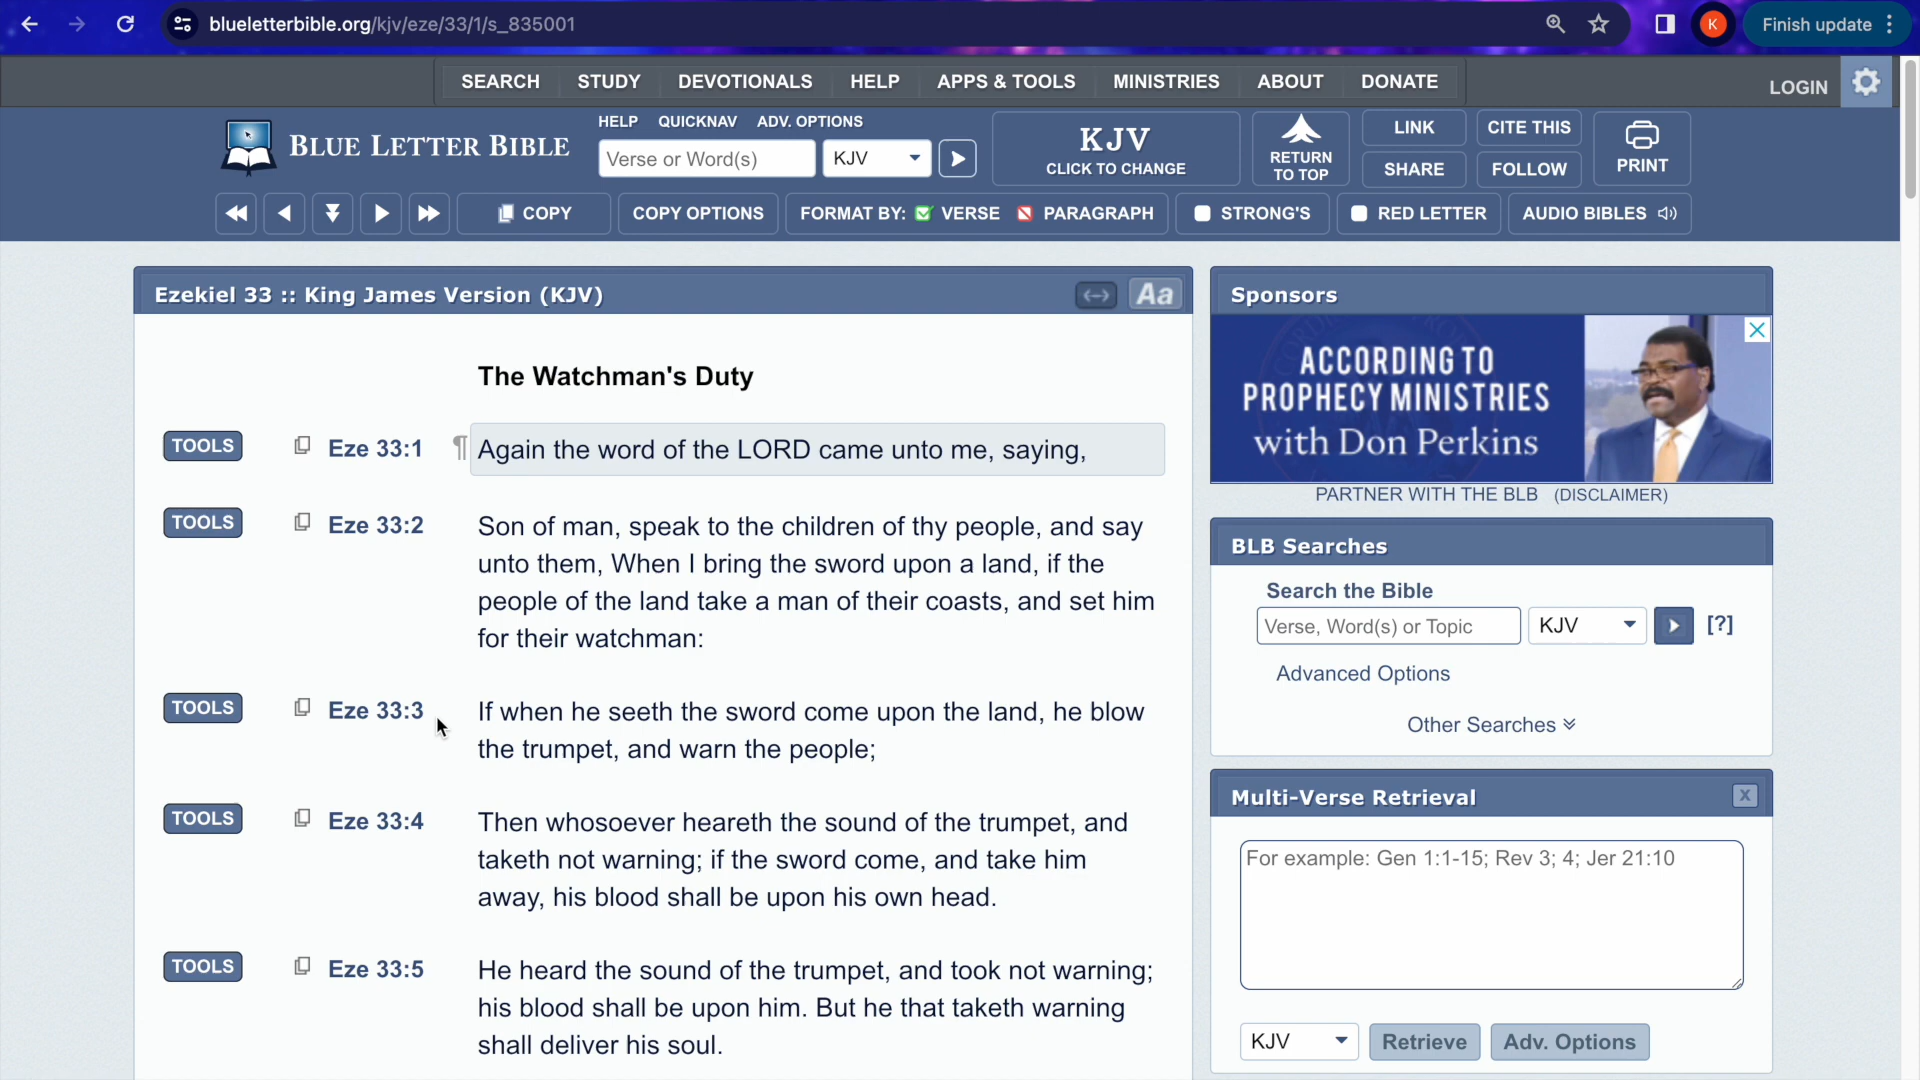 blueletterbible.org/kjv/eze/33/1/s_835001
K
Finish update
SEARCH STUDY DEVOTIONALS HELP APPS & TOOLS MINISTRIES ABOUT DONATE
LOGIN
BLUE LETTER BIBLE
HELP QUICKNAV ADV. OPTIONS
Verse or Word(s)
KJV
KJV
CLICK TO CHANGE
RETURN
TO TOP
LINK
CITE THIS
SHARE
FOLLOW
PRINT
COPY
COPY OPTIONS
FORMAT BY: VERSE PARAGRAPH
STRONG'S
RED LETTER
AUDIO BIBLES
Ezekiel 33 :: King James Version (KJV)
Aa
The Watchman's Duty
TOOLS Eze 33:1 ¶ Again the word of the LORD came unto me, saying,
TOOLS Eze 33:2 Son of man, speak to the children of thy people, and say
unto them, When I bring the sword upon a land, if the
people of the land take a man of their coasts, and set him
for their watchman:
TOOLS Eze 33:3 If when he seeth the sword come upon the land, he blow
the trumpet, and warn the people;
TOOLS Eze 33:4 Then whosoever heareth the sound of the trumpet, and
taketh not warning; if the sword come, and take him
away, his blood shall be upon his own head.
TOOLS Eze 33:5 He heard the sound of the trumpet, and took not warning;
his blood shall be upon him. But he that taketh warning
shall deliver his soul.
Sponsors
ACCORDING TO
PROPHECY MINISTRIES
with Don Perkins
PARTNER WITH THE BLB (DISCLAIMER)
BLB Searches
Search the Bible
Verse, Word(s) or Topic
KJV
[?]
Advanced Options
Other Searches
Multi-Verse Retrieval
X
For example: Gen 1:1-15; Rev 3; 4; Jer 21:10
KJV
Retrieve
Adv. Options